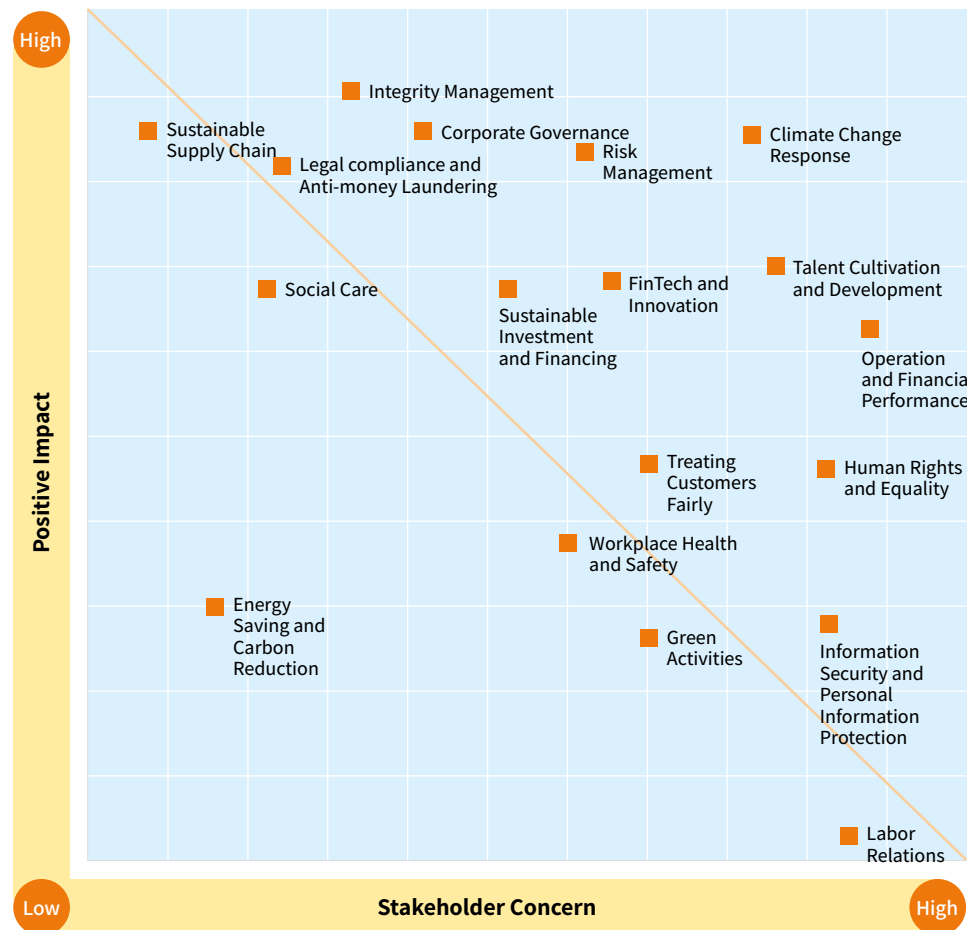 High
Integrity Management
Sustainable
Supply Chain
Corporate Governance
Climate Change
Response
Risk
Management
Legal compliance and
Anti-money Laundering
Talent Cultivation
and Development
Social Care
FinTech and
Innovation
Sustainable
Investment
and Financing
Operation
and Financia
Performance
Positive Impact
Treating
Customers
Fairly
Human Rights
and Equality
Workplace Health
and Safety
Energy
Saving and
Carbon
Reduction
Green
Activities
Information
Security and
Personal
Information
Protection
Labor
Relations
Low
Stakeholder Concern
High